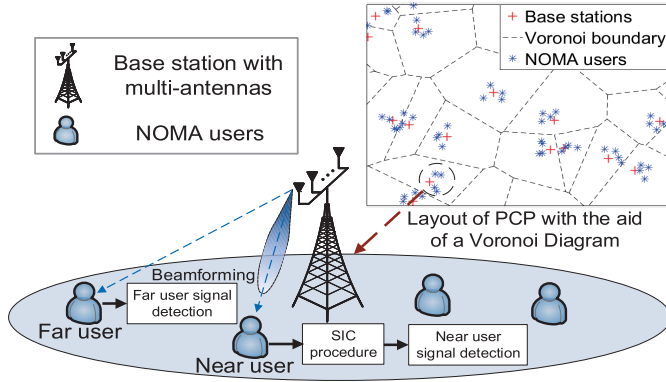 Base station with
multi-antennas
NOMA users
Base stations
Voronoi boundary
NOMA users
Layout of PCP with the aid
of a Voronoi Diagram
Beamforming
Far user signal
detection
Far user
Near user
SIC
procedure
Near user
signal detection